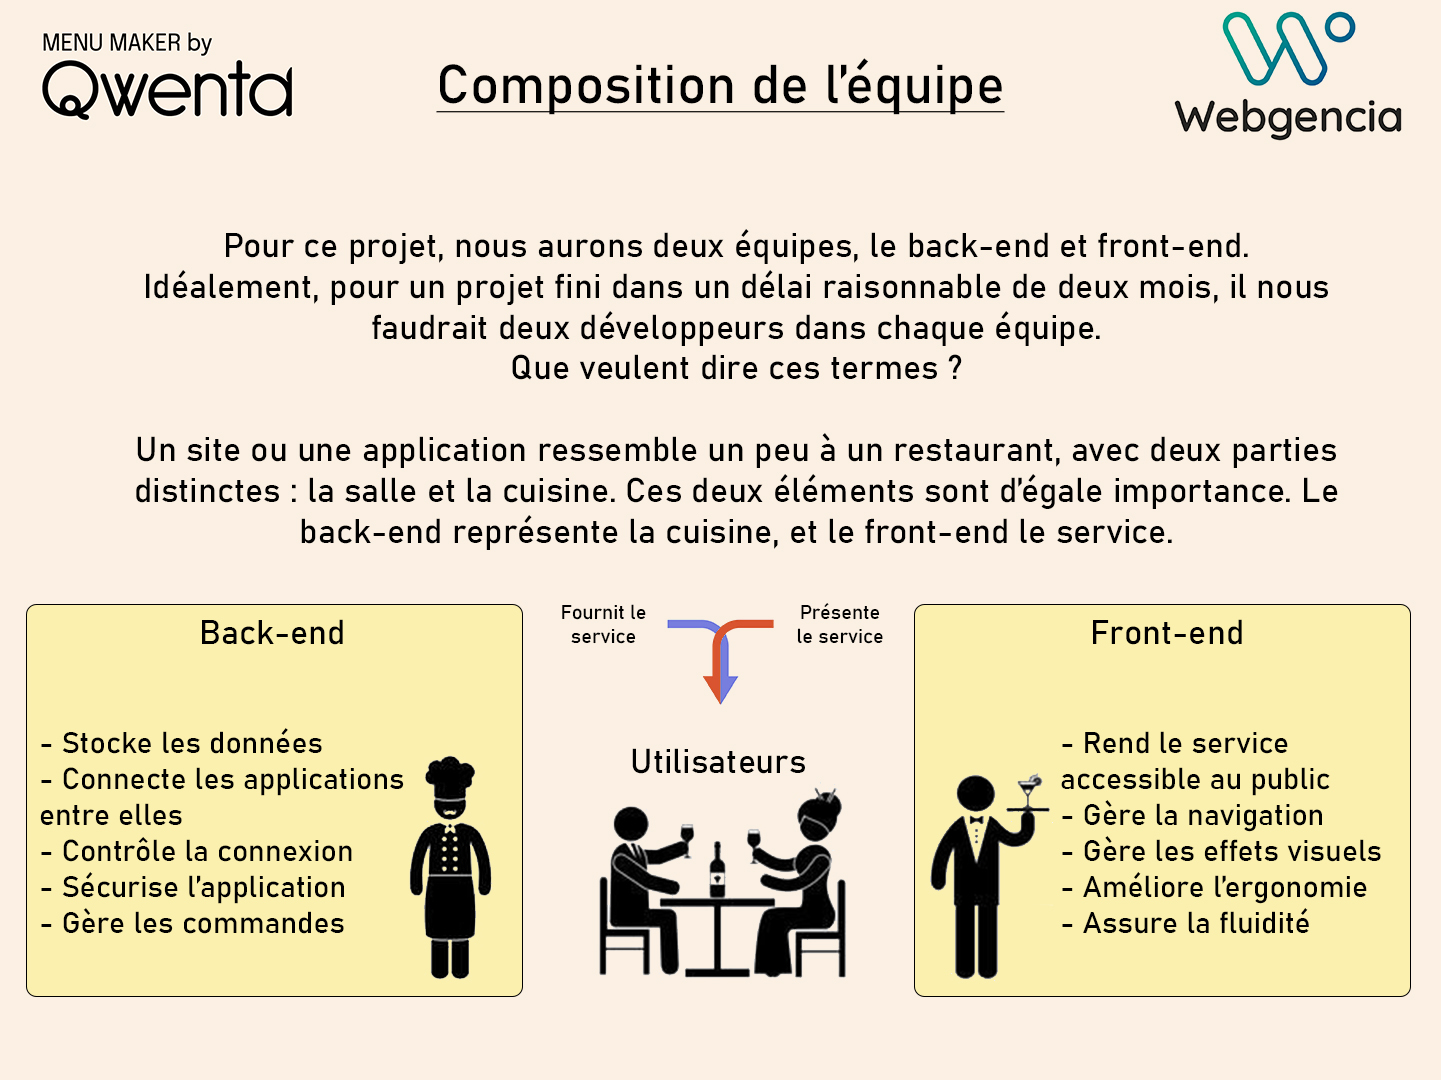 MENU MAKER by
Qwenta
Composition de l'équipe
Webgencia
Pour ce projet, nous aurons deux équipes, le back-end et front-end.
Idéalement, pour un projet fini dans un délai raisonnable de deux mois, il nous
faudrait deux développeurs dans chaque équipe.
Que veulent dire ces termes ?
Un site ou une application ressemble un peu à un restaurant, avec deux parties
distinctes : la salle et la cuisine. Ces deux éléments sont d'égale importance. Le
back-end représente la cuisine, et le front-end le service.
Back-end
- Stocke les données
- Connecte les applications
entre elles
- Contrôle la connexion
- Sécurise l'application
- Gère les commandes
Fournit le
service
Présente
le service
Utilisateurs
Front-end
- Rend le service
accessible au public
- Gère la navigation
- Gère les effets visuels
- Améliore l'ergonomie
- Assure la fluidité